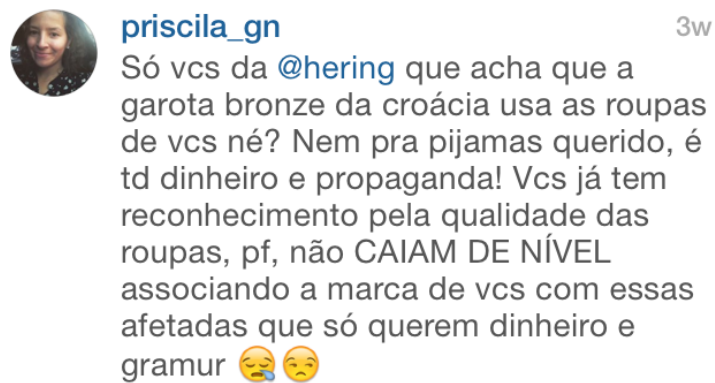 priscila_gn 3w
Só vcs da @hering que acha que a
garota bronze da croácia usa as roupas
de vcs né? Nem pra pijamas querido, é
td dinheiro e propaganda! Vcs já tem
reconhecimento pela qualidade das
roupas, pf, não CAIAM DE NÍVEL
associando a marca de vcs com essas
afetadas que só querem dinheiro e
gramur 😪😒